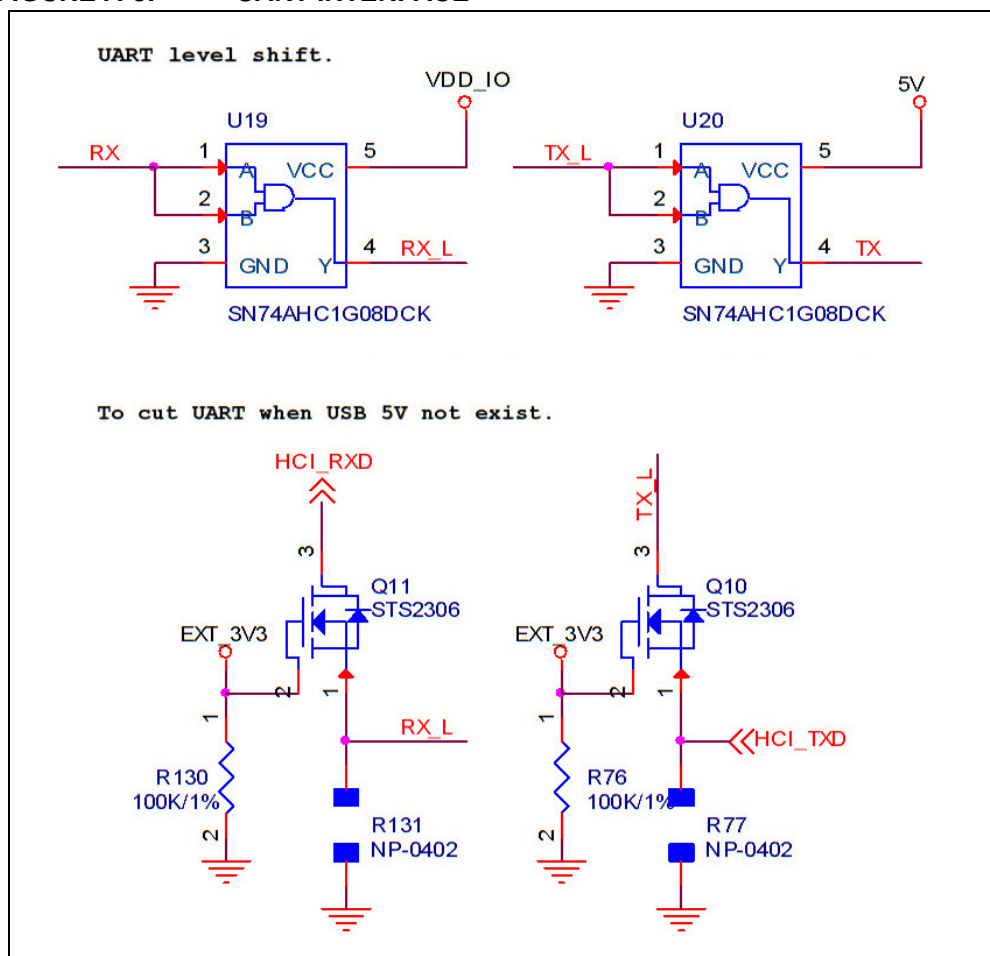 UART level shift.
VDD_IO
5V
U19
U20
RX
1
A
VCC
5
TX_L
1
A
VCC
5
2
B
2
B
3
GND
Y
4
RX_L
3
GND
Y
4
TX
SN74AHC1G08DCK
SN74AHC1G08DCK
To cut UART when USB 5V not exist.
HCI_RXD
TX_L
3
3
Q11
STS2306
Q10
STS2306
EXT_3V3
EXT_3V3
2
1
2
1
1
RX_L
1
HCI_TXD
R130
100K/1%
R76
100K/1%
2
R131
NP-0402
2
R77
NP-0402